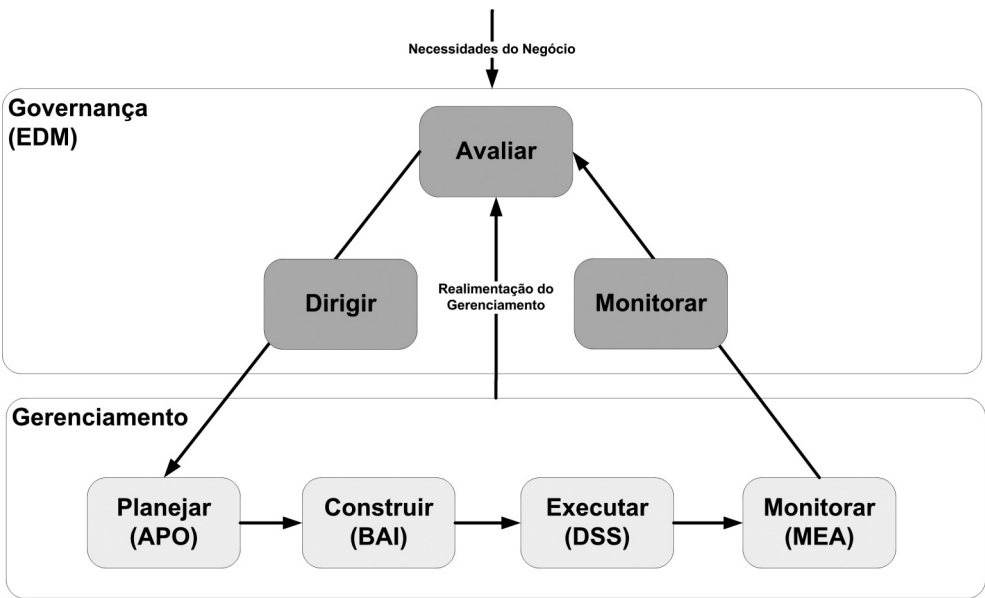 Necessidades do Negócio
Governança
(EDM)
Avaliar
Dirigir
Realimentação do
Gerenciamento
Monitorar
Gerenciamento
Planejar
(APO)
Construir
(BAI)
Executar
(DSS)
Monitorar
(MEA)